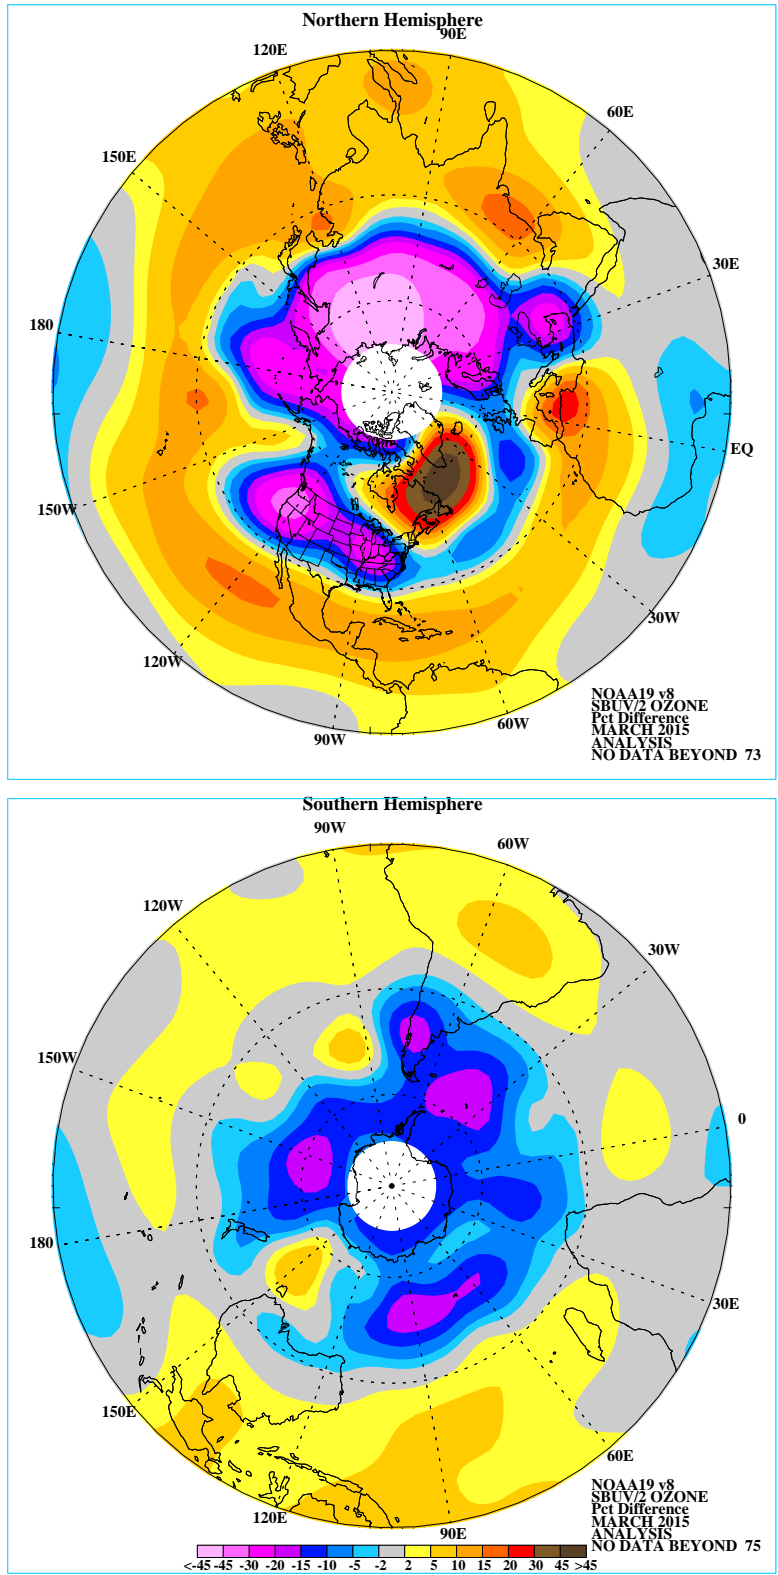 Northern Hemisphere
90E
120E
60E
150E
30E
180
EQ
150W
30W
120W
60W
90W
NOAA19 v8
SBUV/2 OZONE
Pct Difference
MARCH 2015
ANALYSIS
NO DATA BEYOND 73
Southern Hemisphere
90W
60W
120W
30W
150W
0
180
30E
150E
60E
120E
90E
NOAA19 v8
SBUV/2 OZONE
Pct Difference
MARCH 2015
ANALYSIS
NO DATA BEYOND 75
<-45 -45 -30 -20 -15 -10 -5 -2 2 5 10 15 20 30 45 >45